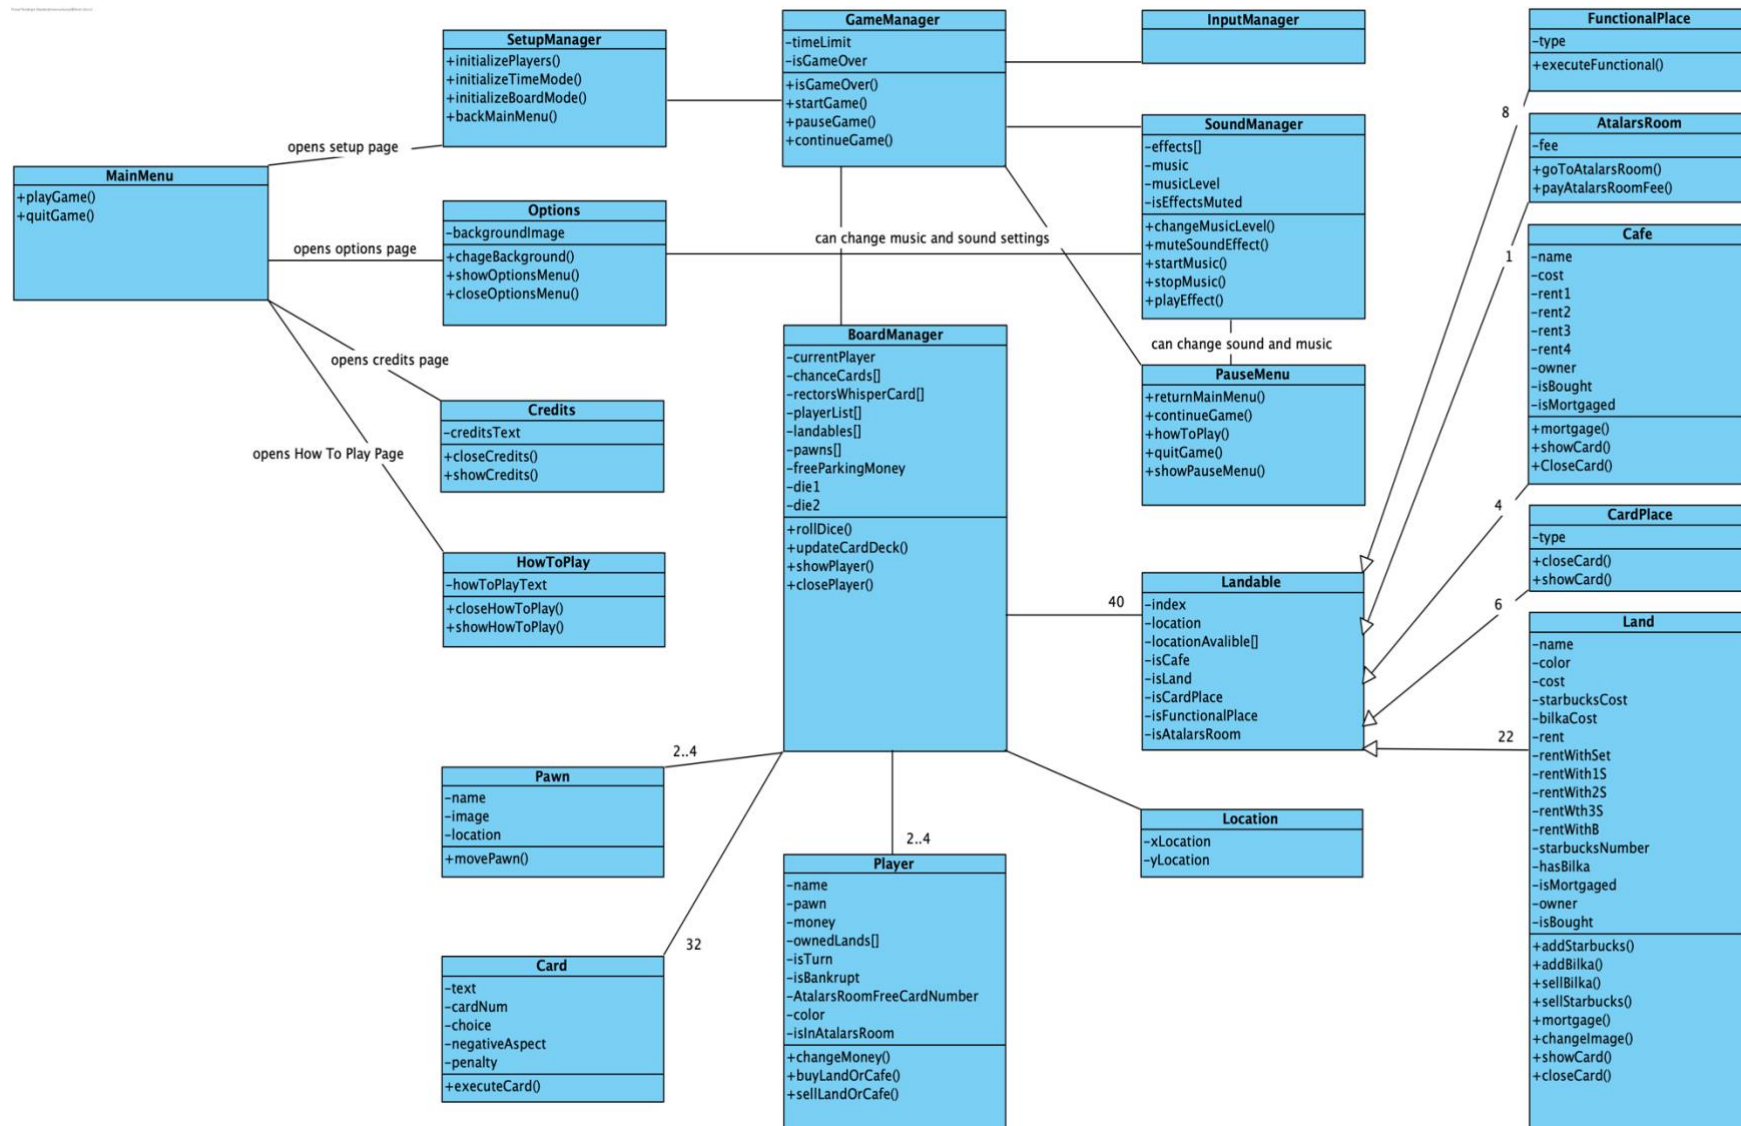 GameManager
-timeLimit
-isGameOver
+isGameOver()
+startGame()
+pauseGame()
+continueGame()
InputManager
FunctionalPlace
-type
+executeFunctional()
SetupManager
+initializePlayers()
+initializeTimeMode()
+initializeBoardMode()
+backMainMenu()
8
AtalarsRoom
-fee
+goToAtalarsRoom()
+payAtalarsRoomFee()
SoundManager
-effects[]
-music
-musicLevel
-isEffectsMuted
+changeMusicLevel()
+muteSoundEffect()
+startMusic()
+stopMusic()
+playEffect()
opens setup page
MainMenu
+playGame()
+quitGame()
Options
-backgroundImage
+chageBackground()
+showOptionsMenu()
+closeOptionsMenu()
opens options page
can change music and sound settings
1
Cafe
-name
-cost
-rent1
-rent2
-rent3
-rent4
-owner
-isBought
-isMortgaged
+mortgage()
+showCard()
+CloseCard()
BoardManager
-currentPlayer
-chanceCards[]
-rectorsWhisperCard[]
-playerList[]
-landables[]
-pawns[]
-freeParkingMoney
-die1
-die2
+rollDice()
+updateCardDeck()
+showPlayer()
+closePlayer()
can change sound and music
PauseMenu
+returnMainMenu()
+continueGame()
+howToPlay()
+quitGame()
+showPauseMenu()
opens credits page
Credits
-creditsText
+closeCredits()
+showCredits()
opens How To Play Page
4
CardPlace
-type
+closeCard()
+showCard()
HowToPlay
-howToPlayText
+closeHowToPlay()
+showHowToPlay()
40
Landable
-index
-location
-locationAvalible[]
-isCafe
-isLand
-isCardPlace
-isFunctionalPlace
-isAtalarsRoom
6
Land
-name
-color
-cost
-starbucksCost
-bilkaCost
-rent
-rentWithSet
-rentWith1S
-rentWith2S
-rentWth3S
-rentWithB
-starbucksNumber
-hasBilka
-isMortgaged
-owner
-isBought
+addStarbucks()
+addBilka()
+sellBilka()
+sellStarbucks()
+mortgage()
+changeImage()
+showCard()
+closeCard()
22
2..4
Pawn
-name
-image
-location
+movePawn()
Location
-xLocation
-yLocation
2..4
Player
-name
-pawn
-money
-ownedLands[]
-isTurn
-isBankrupt
-AtalarsRoomFreeCardNumber
-color
-isInAtalarsRoom
+changeMoney()
+buyLandOrCafe()
+sellLandOrCafe()
32
Card
-text
-cardNum
-choice
-negativeAspect
-penalty
+executeCard()